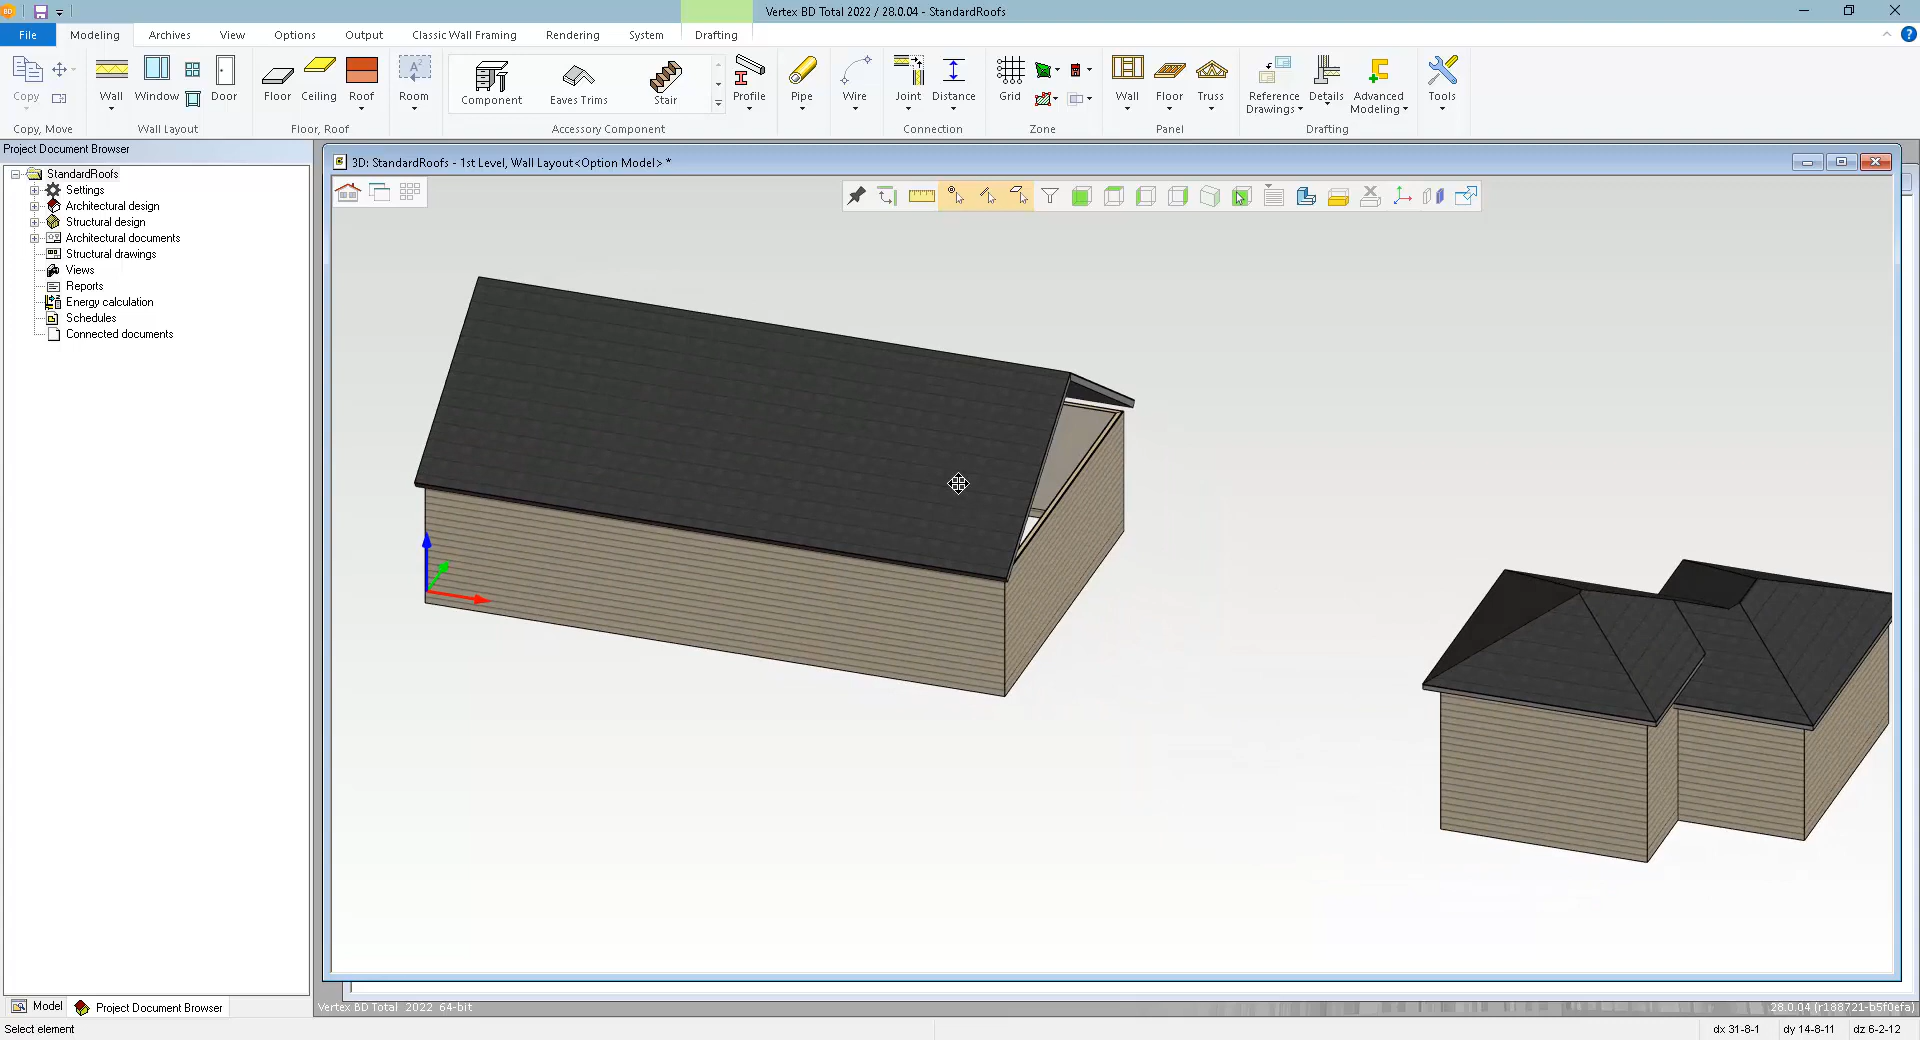 BD
Vertex BD Total 2022 / 28.0.04 - StandardRoofs
File Modeling Archives View Options Output Classic Wall Framing Rendering System Drafting
Copy Wall Window Door Floor Ceiling Roof Room Component Eaves Trims Stair Profile Pipe Wire Joint Distance Grid Wall Floor Truss Reference Drawings Details Advanced Modeling Tools
Copy, Move Wall Layout Floor, Roof Accessory Component Connection Zone Panel Drafting
Project Document Browser
3D: StandardRoofs - 1st Level, Wall Layout<Option Model> *
StandardRoofs
Settings
Architectural design
Structural design
Architectural documents
Structural drawings
Views
Reports
Energy calculation
Schedules
Connected documents
Model Project Document Browser
Vertex BD Total 2022 64-bit
28.0.04 (r188721-b5f0efa)
Select element
dx 31-8-1 dy 14-8-11 dz 6-2-12